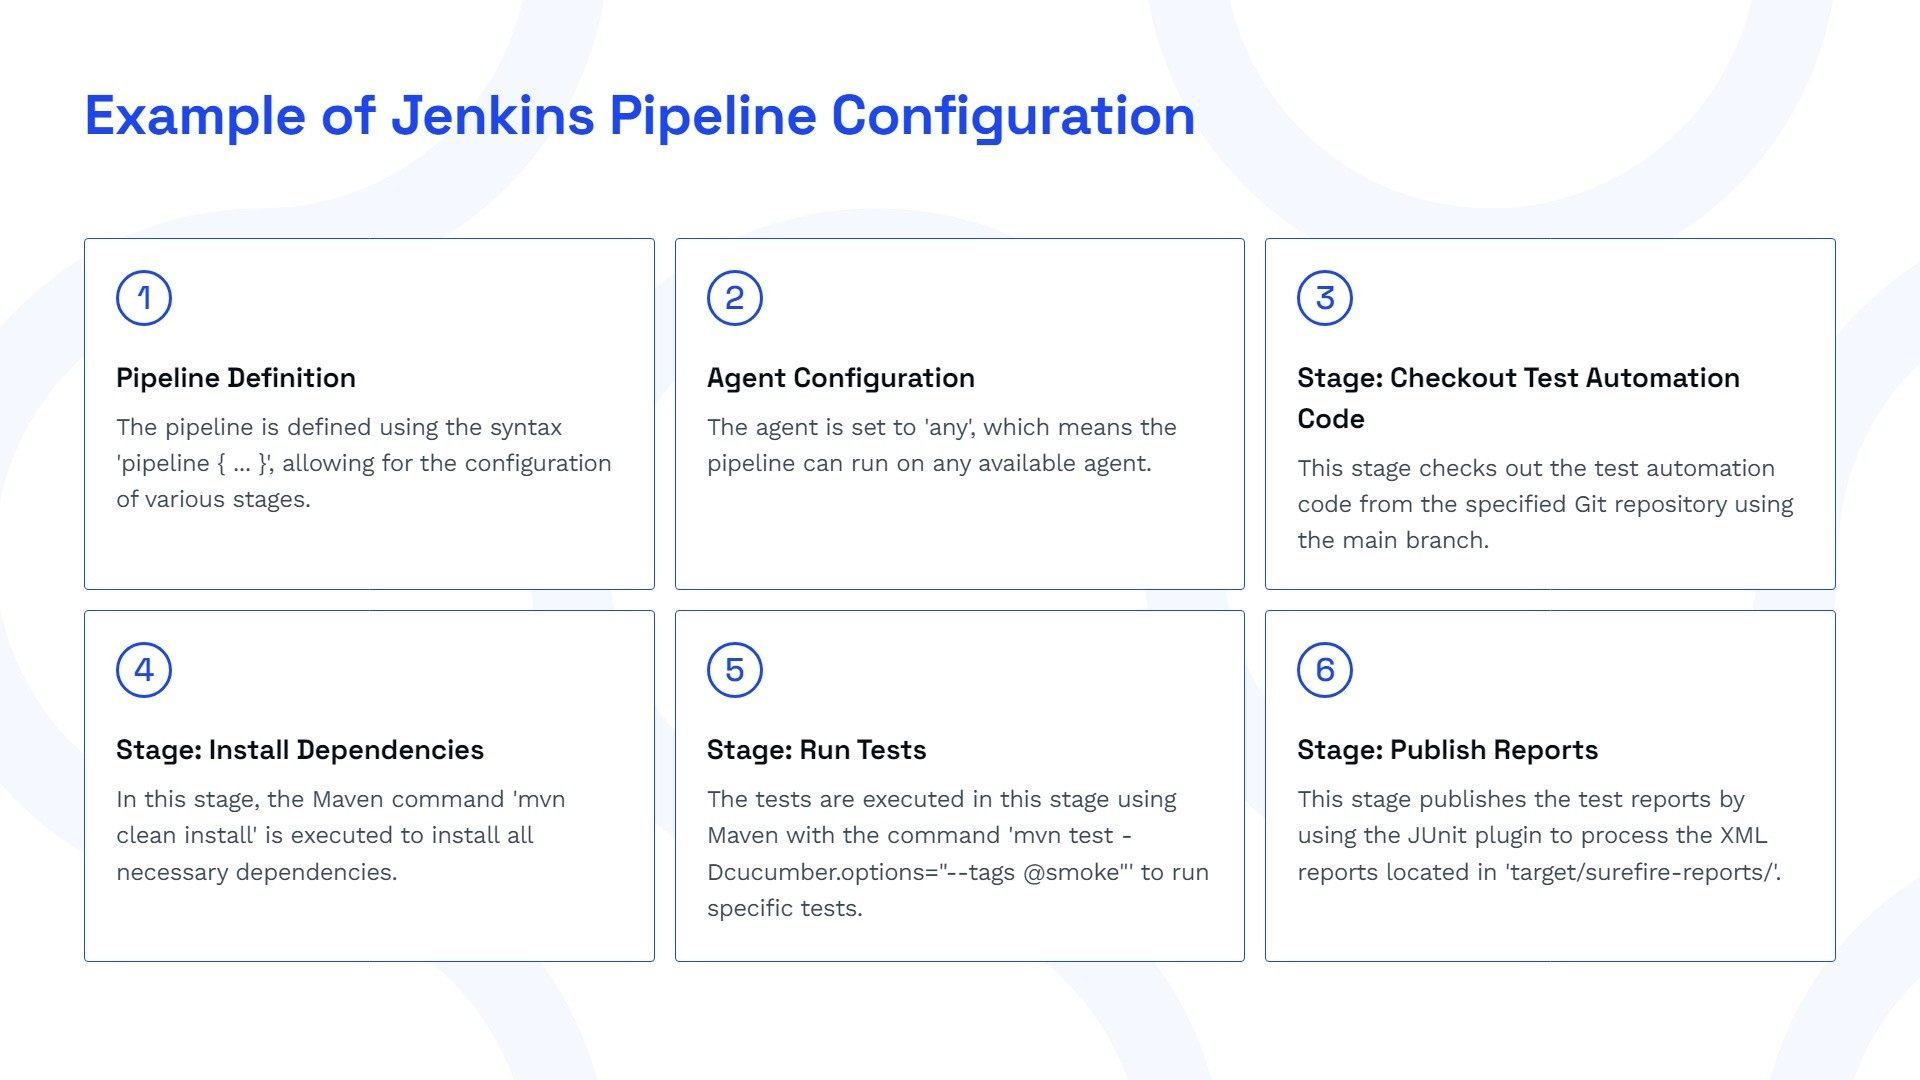 Example of Jenkins Pipeline Configuration
1
Pipeline Definition
The pipeline is defined using the syntax
'pipeline { ... }', allowing for the configuration
of various stages.
2
Agent Configuration
The agent is set to 'any', which means the
pipeline can run on any available agent.
3
Stage: Checkout Test Automation
Code
This stage checks out the test automation
code from the specified Git repository using
the main branch.
4
Stage: Install Dependencies
In this stage, the Maven command 'mvn
clean install' is executed to install all
necessary dependencies.
5
Stage: Run Tests
The tests are executed in this stage using
Maven with the command 'mvn test -
Dcucumber.options="--tags @smoke"' to run
specific tests.
6
Stage: Publish Reports
This stage publishes the test reports by
using the JUnit plugin to process the XML
reports located in 'target/surefire-reports/'.